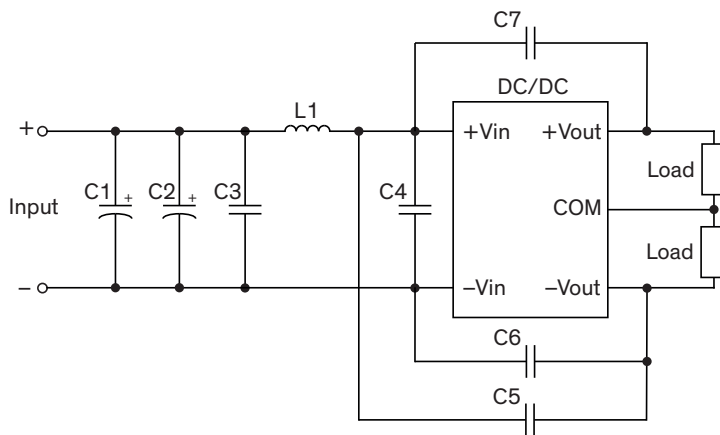 C7
DC/DC
L1
+
+Vin
+Vout
Load
C1
+
C2
+
C3
C4
Input
COM
Load
–
–Vin
–Vout
C6
C5